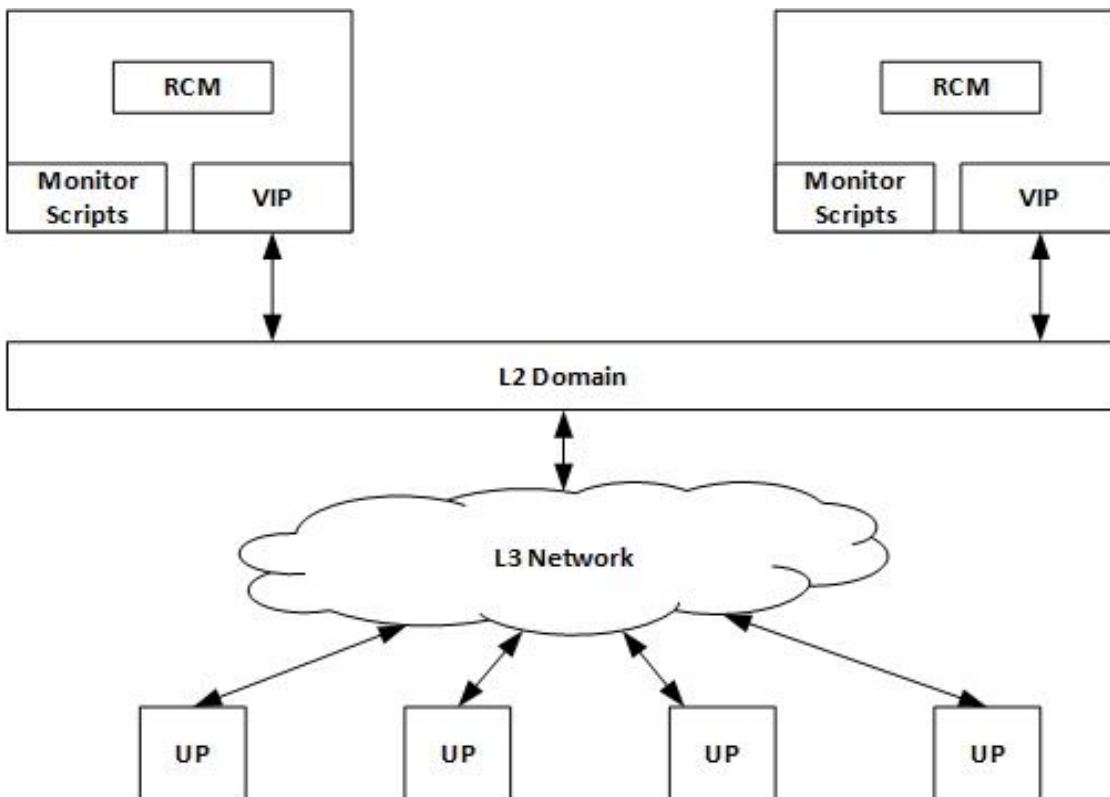 RCM
RCM
Monitor
Scripts
VIP
Monitor
Scripts
VIP
L2 Domain
L3 Network
UP
UP
UP
UP